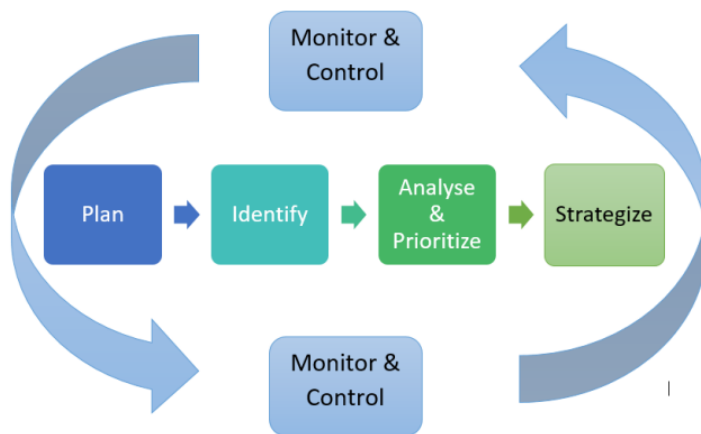 Monitor &
Control
Plan
Identify
Analyse
&
Prioritize
Strategize
Monitor &
Control